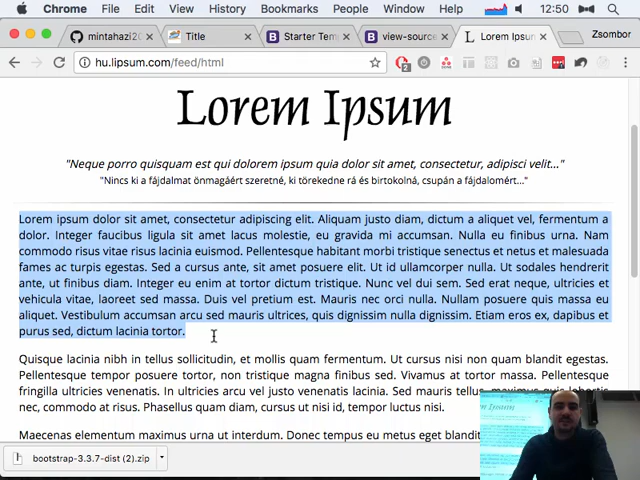 Chrome File Edit View History Bookmarks People Window Help 12:50
mintahazi20 Title Starter Tem view-source Lorem Ipsum Zsombor
hu.lipsum.com/feed/html
Lorem Ipsum
"Neque porro quisquam est qui dolorem ipsum quia dolor sit amet, consectetur, adipisci velit..."
"Nincs ki a fájdalmat önmagáért szeretné, ki törekedne rá és birtokolná, csupán a fájdalomért..."
Lorem ipsum dolor sit amet, consectetur adipiscing elit. Aliquam justo diam, dictum a aliquet vel, fermentum a
dolor. Integer faucibus ligula sit amet lacus molestie, eu gravida mi accumsan. Nulla eu finibus urna. Nam
commodo risus vitae risus lacinia euismod. Pellentesque habitant morbi tristique senectus et netus et malesuada
fames ac turpis egestas. Sed a cursus ante, sit amet posuere elit. Ut id ullamcorper nulla. Ut sodales hendrerit
ante, ut finibus diam. Integer eu enim at tortor dictum tristique. Nunc vel dui sem. Sed erat neque, ultricies et
vehicula vitae, laoreet sed massa. Duis vel pretium est. Mauris nec orci nulla. Nullam posuere quis massa eu
aliquet. Vestibulum accumsan arcu sed mauris ultrices, quis dignissim nulla dignissim. Etiam eros ex, dapibus et
purus sed, dictum lacinia tortor.
Quisque lacinia nibh in tellus sollicitudin, et mollis quam fermentum. Ut cursus nisi non quam blandit egestas.
Pellentesque tempor posuere tortor, non tristique magna finibus sed. Vivamus at tortor massa. Pellentesque
fringilla ultricies venenatis. In ultricies arcu vel justo venenatis lacinia. Sed mauris tellus, maximus quis lobortis
nec, commodo at risus. Phasellus quam diam, cursus ut nisi id, tempor luctus nisi.
Maecenas elementum maximus urna ut interdum. Donec tempus eu metus eget blandit
bootstrap-3.3.7-dist (2).zip